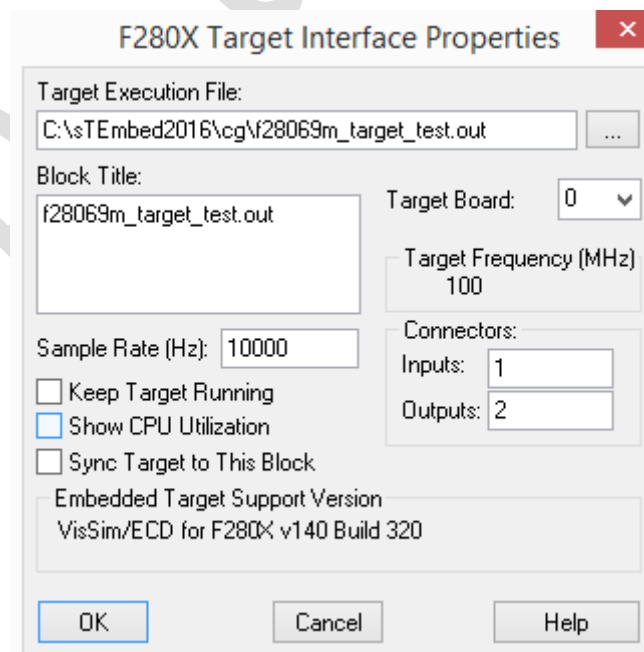 F280X Target Interface Properties
Target Execution File:
C:\sTEmbed2016\cg\f28069m_target_test.out
...
Block Title:
f28069m_target_test.out
Target Board:
0
Target Frequency (MHz)
100
Sample Rate (Hz):
10000
Connectors:
Inputs:
1
Outputs:
2
Keep Target Running
Show CPU Utilization
Sync Target to This Block
Embedded Target Support Version
VisSim/ECD for F280X v140 Build 320
OK
Cancel
Help